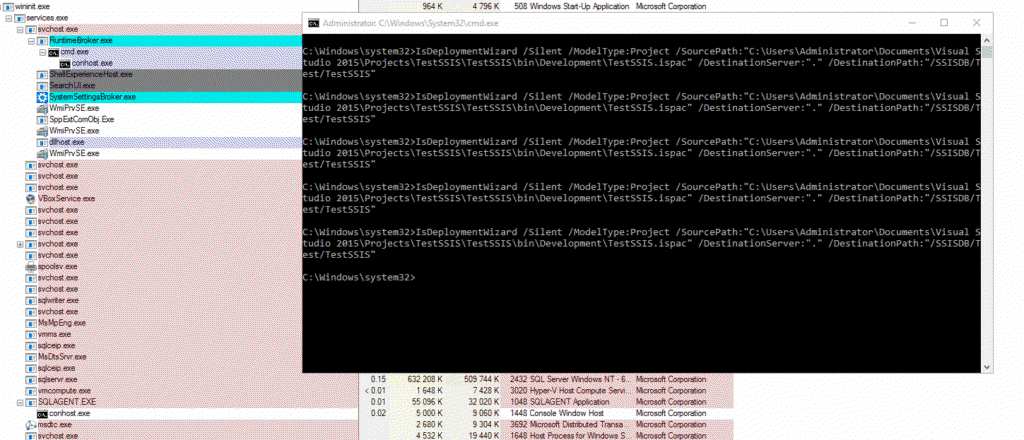 wininit.exe 964 K 4 796 K 508 Windows Start-Up Application Microsoft Corporation
services.exe
svchost.exe
RuntimeBroker.exe
cmd.exe
conhost.exe
ShellExperienceHost.exe
SearchUI.exe
SystemSettingsBroker.exe
WmiPrvSE.exe
SppExtComObj.Exe
WmiPrvSE.exe
dllhost.exe
WmiPrvSE.exe
svchost.exe
svchost.exe
svchost.exe
VBoxService.exe
svchost.exe
svchost.exe
svchost.exe
svchost.exe
svchost.exe
spoolsv.exe
svchost.exe
svchost.exe
sqlwriter.exe
svchost.exe
MsMpEng.exe
vmms.exe
sqlceip.exe
MsDtsSrvr.exe
sqlceip.exe
Administrator: C:\Windows\System32\cmd.exe
C:\Windows\system32>IsDeploymentWizard /Silent /ModelType:Project /SourcePath:"C:\Users\Administrator\Documents\Visual S
tudio 2015\Projects\TestSSIS\TestSSIS\bin\Development\TestSSIS.ispac" /DestinationServer:"." /DestinationPath:"/SSISDB/T
est/TestSSIS"
C:\Windows\system32>IsDeploymentWizard /Silent /ModelType:Project /SourcePath:"C:\Users\Administrator\Documents\Visual S
tudio 2015\Projects\TestSSIS\TestSSIS\bin\Development\TestSSIS.ispac" /DestinationServer:"." /DestinationPath:"/SSISDB/T
est/TestSSIS"
C:\Windows\system32>IsDeploymentWizard /Silent /ModelType:Project /SourcePath:"C:\Users\Administrator\Documents\Visual S
tudio 2015\Projects\TestSSIS\TestSSIS\bin\Development\TestSSIS.ispac" /DestinationServer:"." /DestinationPath:"/SSISDB/T
est/TestSSIS"
C:\Windows\system32>IsDeploymentWizard /Silent /ModelType:Project /SourcePath:"C:\Users\Administrator\Documents\Visual S
tudio 2015\Projects\TestSSIS\TestSSIS\bin\Development\TestSSIS.ispac" /DestinationServer:"." /DestinationPath:"/SSISDB/T
est/TestSSIS"
C:\Windows\system32>IsDeploymentWizard /Silent /ModelType:Project /SourcePath:"C:\Users\Administrator\Documents\Visual S
tudio 2015\Projects\TestSSIS\TestSSIS\bin\Development\TestSSIS.ispac" /DestinationServer:"." /DestinationPath:"/SSISDB/T
est/TestSSIS"
C:\Windows\system32>
sqlservr.exe 0.15 632 208 K 509 744 K 2432 SQL Server Windows NT - 6... Microsoft Corporation
vmcompute.exe < 0.01 1 648 K 7 428 K 3020 Hyper-V Host Compute Servi... Microsoft Corporation
SQLAGENT.EXE < 0.01 55 096 K 32 020 K 1048 SQLAGENT Application Microsoft Corporation
conhost.exe 0.02 5 000 K 9 060 K 1448 Console Window Host Microsoft Corporation
msdtc.exe 2 680 K 9 304 K 3692 Microsoft Distributed Transa... Microsoft Corporation
svchost.exe 4 532 K 19 440 K 1648 Host Process for Windows S... Microsoft Corporation